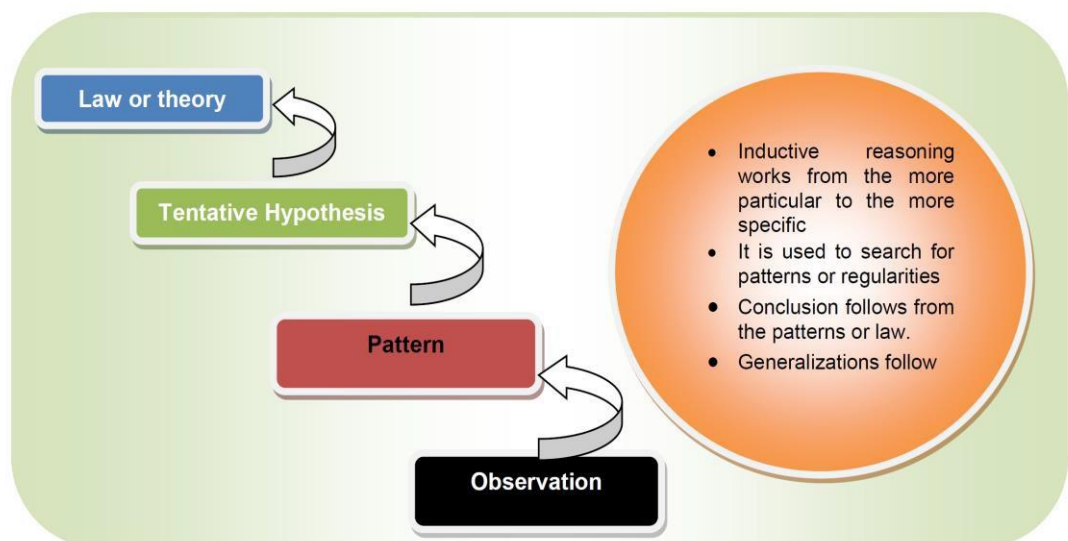 Law or theory
Tentative Hypothesis
Pattern
Observation
• Inductive reasoning
works from the more
particular to the more
specific
• It is used to search for
patterns or regularities
• Conclusion follows from
the patterns or law.
• Generalizations follow